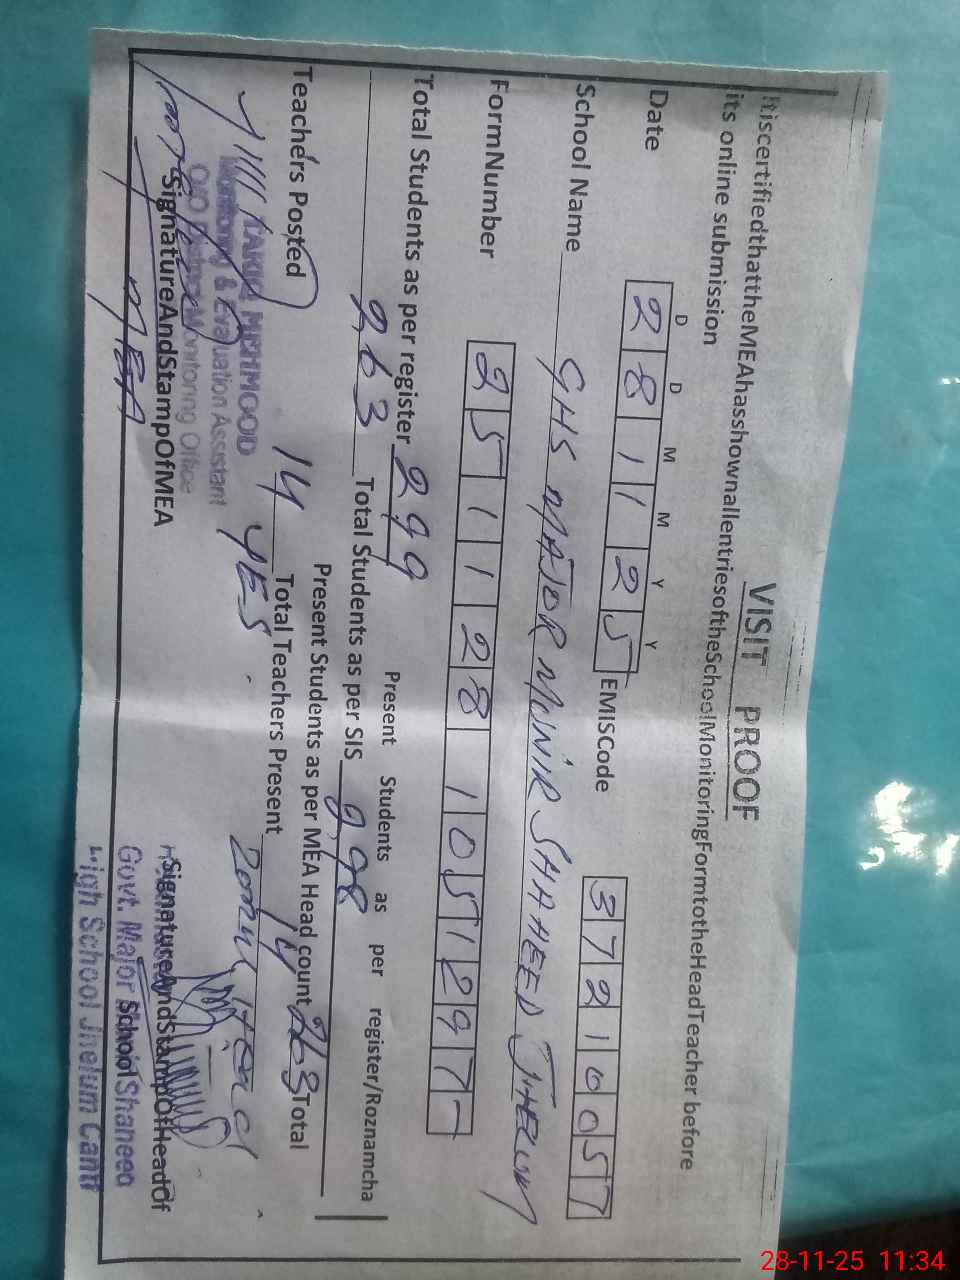 VISIT PROOF
ItiscertifiedthattheMEAhasshownallentriesoftheSchoolMonitoringFormtotheHeadTeacher before
its online submission
D D M M Y Y
Date 2 8 1 1 2 5 EMISCode 3 7 2 1 0 0 5 7
School Name GHS MAJOR MUNIR SHAHEED JHELUM
FormNumber 2 5 1 1 2 8 1 0 5 1 2 9 7
Total Students as per register 299 Present Students as per register/Roznamcha
263 Total Students as per SIS 298
Present Students as per MEA Head count 263 Total
Teachers Posted 14 Total Teachers Present 14
YES
TARIQ MEHMOOD
Monitoring & Evaluation Assistant
O/O District Monitoring Office
SignatureAndStampOfMEA
MEA
SignatureAndStampOfHeadOf
School
Govt. Major Shaheed
High School Jhelum Cantt
28-11-25 11:34